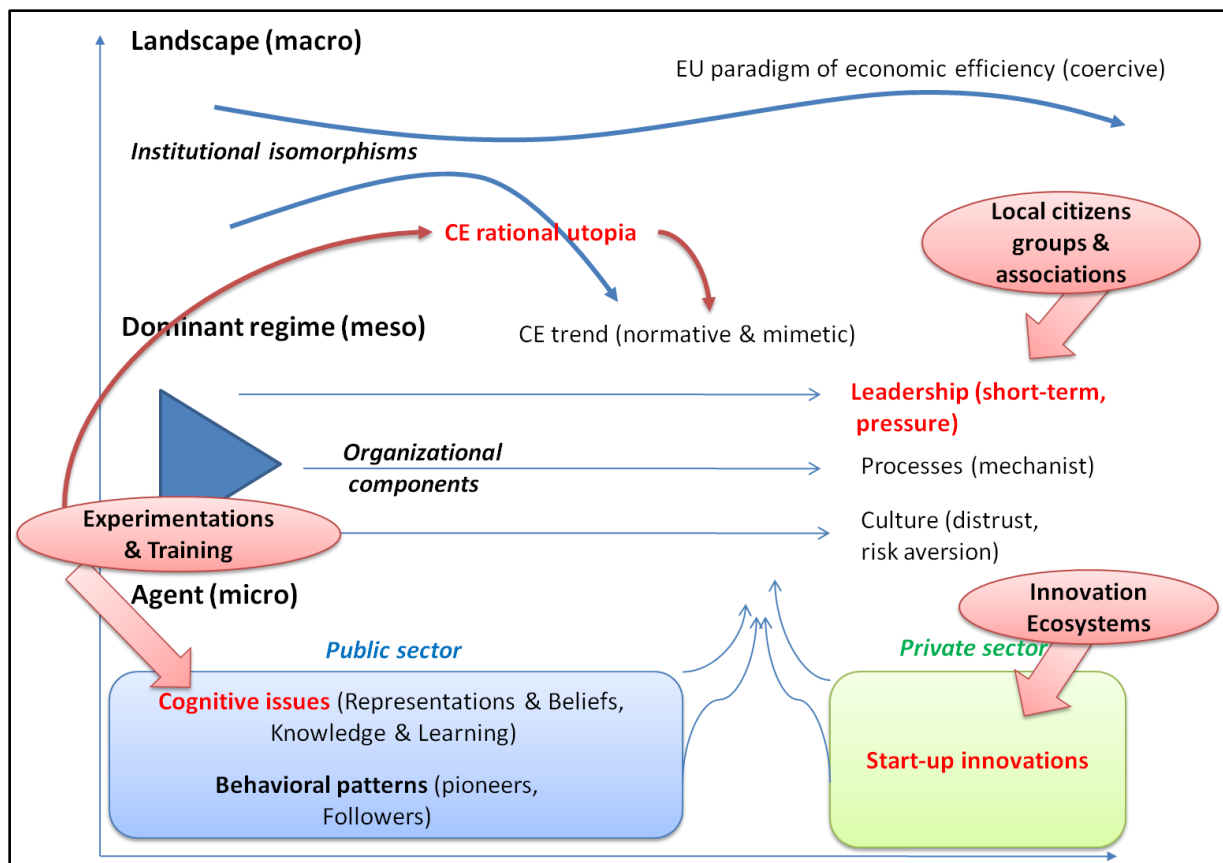 Landscape (macro)
EU paradigm of economic efficiency (coercive)
Institutional isomorphisms
Local citizens
groups &
associations
CE rational utopia
Dominant regime (meso)
CE trend (normative & mimetic)
Leadership (short-term,
pressure)
Organizational
components
Processes (mechanist)
Experimentations
& Training
Culture (distrust,
risk aversion)
Agent (micro)
Innovation
Ecosystems
Public sector
Private sector
Cognitive issues (Representations & Beliefs,
Knowledge & Learning)
Behavioral patterns (pioneers,
Followers)
Start-up innovations